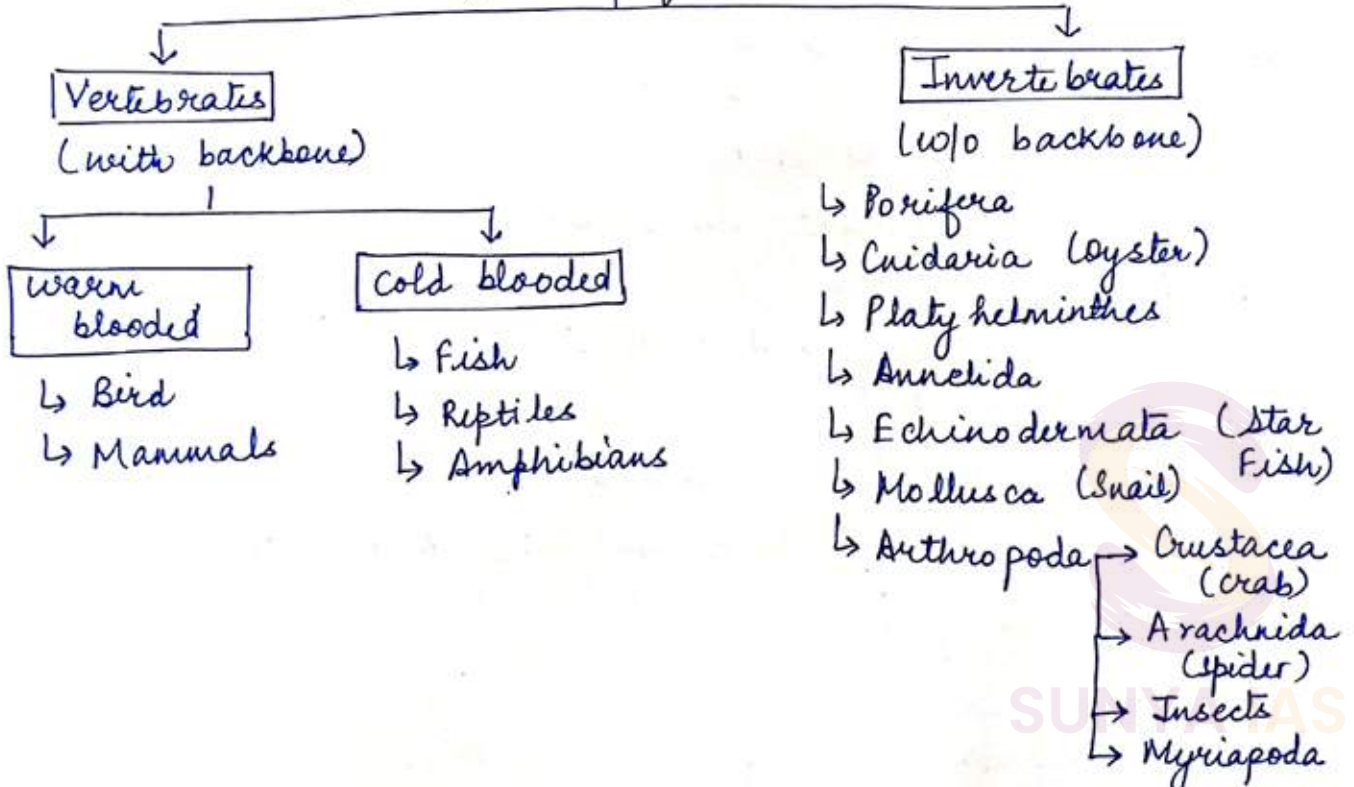 Vertebrates
(with backbone)
warm
blooded
↳ Bird
↳ Mammals
Cold blooded
↳ Fish
↳ Reptiles
↳ Amphibians
Invertebrates
(w/o backbone)
↳ Porifera
↳ Cnidaria (oyster)
↳ Platyhelminthes
↳ Annelida
↳ Echinodermata (Star
Fish)
↳ Mollusca (Snail)
↳ Arthropoda → Crustacea
(crab)
→ Arachnida
(spider)
→ Insects
→ Myriapoda
SUNYA IAS